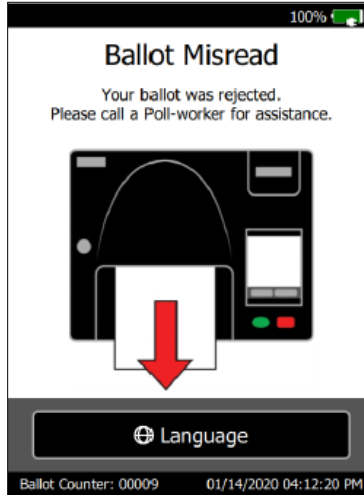 100%
Ballot Misread
Your ballot was rejected.
Please call a Poll-worker for assistance.
Language
Ballot Counter: 00009 01/14/2020 04:12:20 PM